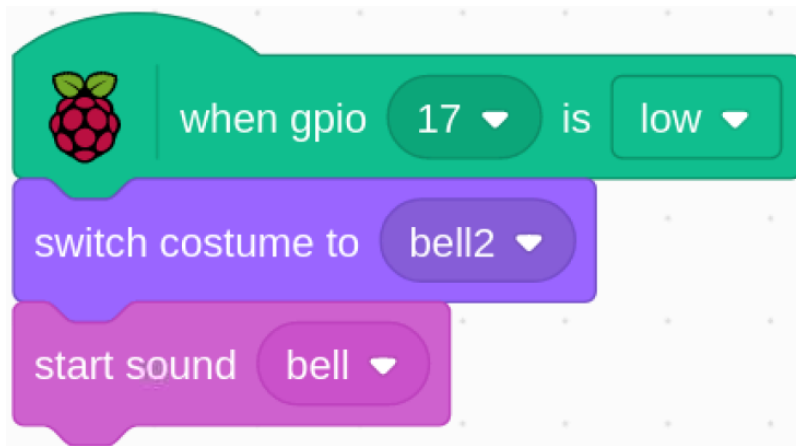 when gpio 17 is low
switch costume to bell2
start sound bell